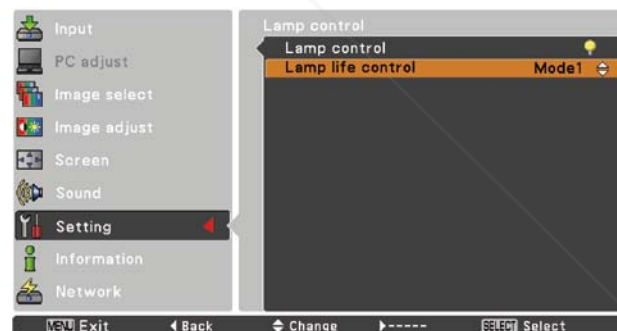 Input
PC adjust
Image select
Image adjust
Screen
Sound
Setting
Information
Network
Lamp control
Lamp control
Lamp life control Mode1
MENU Exit Back Change ----- SELECT Select